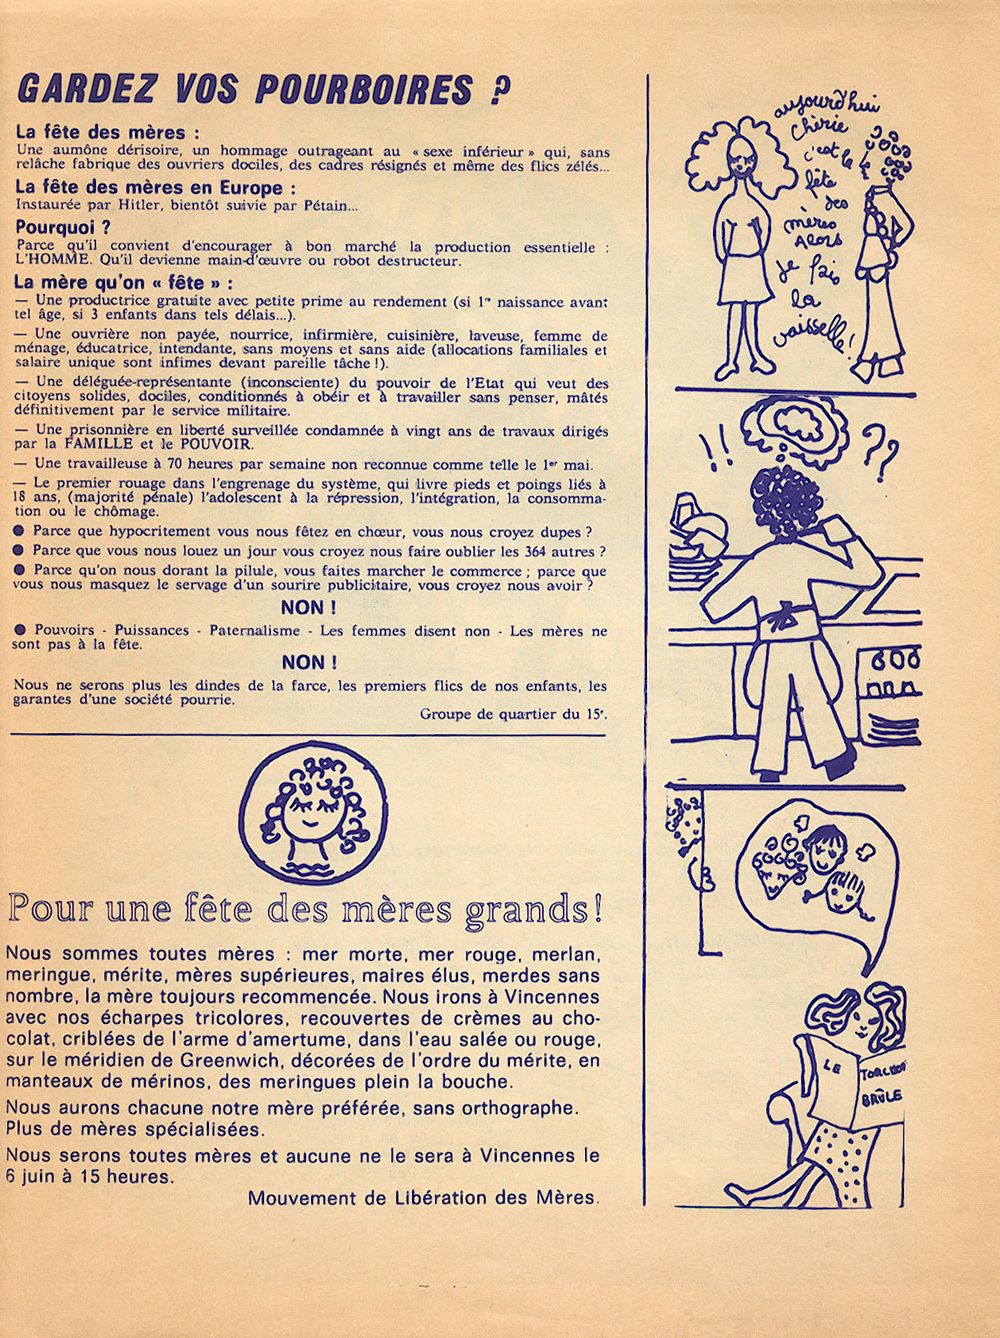 GARDEZ VOS POURBOIRES ?
La fête des mères :
Une aumône dérisoire, un hommage outrageant au « sexe inférieur » qui, sans
relâche fabrique des ouvriers dociles, des cadres résignés et même des flics zélés...
La fête des mères en Europe :
Instaurée par Hitler, bientôt suivie par Pétain...
Pourquoi ?
Parce qu'il convient d'encourager à bon marché la production essentielle :
L'HOMME. Qu'il devienne main-d'œuvre ou robot destructeur.
La mère qu'on « fête » :
— Une productrice gratuite avec petite prime au rendement (si 1re naissance avant
tel âge, si 3 enfants dans tels délais...).
— Une ouvrière non payée, nourrice, infirmière, cuisinière, laveuse, femme de
ménage, éducatrice, intendante, sans moyens et sans aide (allocations familiales et
salaire unique sont infimes devant pareille tâche !).
— Une déléguée-représentante (inconsciente) du pouvoir de l'Etat qui veut des
citoyens solides, dociles, conditionnés à obéir et à travailler sans penser, mâtés
définitivement par le service militaire.
— Une prisonnière en liberté surveillée condamnée à vingt ans de travaux dirigés
par la FAMILLE et le POUVOIR.
— Une travailleuse à 70 heures par semaine non reconnue comme telle le 1er mai.
— Le premier rouage dans l'engrenage du système, qui livre pieds et poings liés à
18 ans, (majorité pénale) l'adolescent à la répression, l'intégration, la consomma-
tion ou le chômage.
● Parce que hypocritement vous nous fêtez en chœur, vous nous croyez dupes ?
● Parce que vous nous louez un jour vous croyez nous faire oublier les 364 autres ?
● Parce qu'on nous dorant la pilule, vous faites marcher le commerce ; parce que
vous nous masquez le servage d'un sourire publicitaire, vous croyez nous avoir ?
NON !
● Pouvoirs - Puissances - Paternalisme - Les femmes disent non - Les mères ne
sont pas à la fête.
NON !
Nous ne serons plus les dindes de la farce, les premiers flics de nos enfants, les
garantes d'une société pourrie.
Groupe de quartier du 15e.
Pour une fête des mères grands!
Nous sommes toutes mères : mer morte, mer rouge, merlan,
meringue, mérite, mères supérieures, maires élus, merdes sans
nombre, la mère toujours recommencée. Nous irons à Vincennes
avec nos écharpes tricolores, recouvertes de crèmes au cho-
colat, criblées de l'arme d'amertume, dans l'eau salée ou rouge,
sur le méridien de Greenwich, décorées de l'ordre du mérite, en
manteaux de mérinos, des meringues plein la bouche.
Nous aurons chacune notre mère préférée, sans orthographe.
Plus de mères spécialisées.
Nous serons toutes mères et aucune ne le sera à Vincennes le
6 juin à 15 heures.
Mouvement de Libération des Mères.
aujourd'hui
Chérie
c'est la
fête
des
mères
Alors
je fais
la
vaisselle!
!! ??
LE TORCHON
BRÛLE